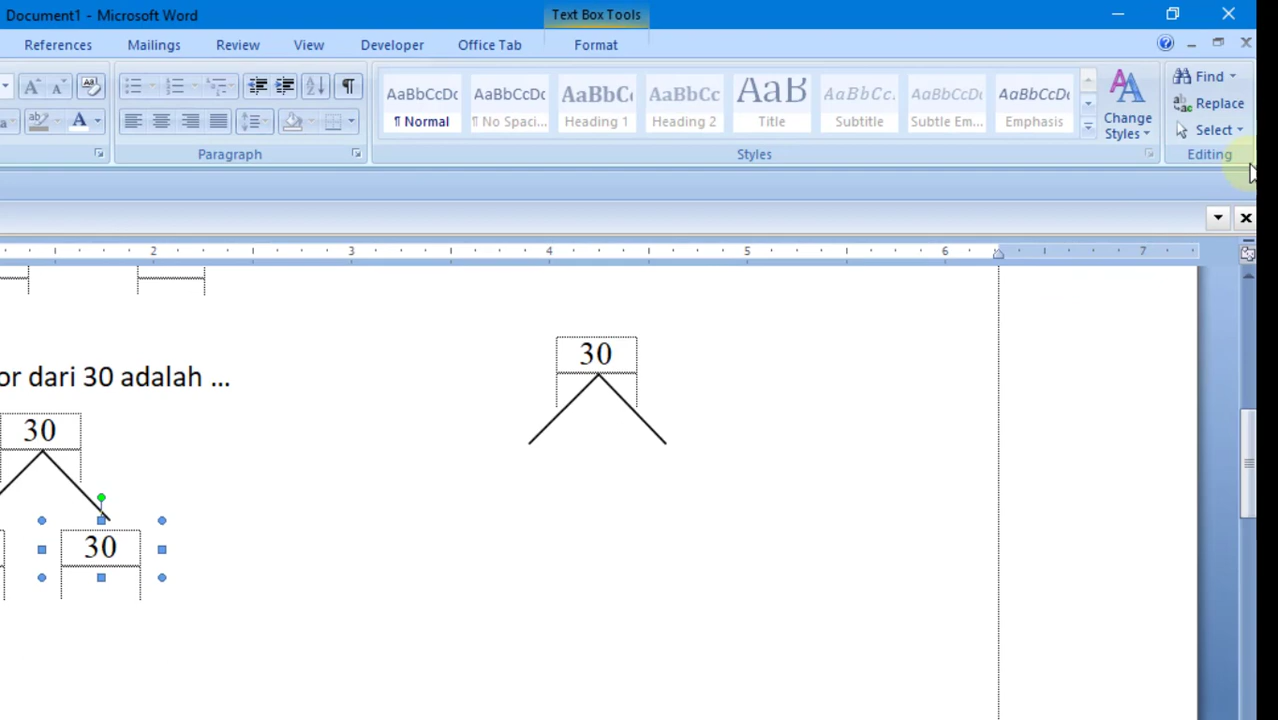 Document1 - Microsoft Word
Text Box Tools
References Mailings Review View Developer Office Tab Format
A A Aa
Find
AaBbCcDc AaBbCcDc AaBbCc AaBbCc AaB AaBbCc. AaBbCcDc AaBbCcDc
Replace
ab A
¶ Normal ¶ No Spaci... Heading 1 Heading 2 Title Subtitle Subtle Em... Emphasis
Change Styles
Select
Paragraph Styles Editing
2 3 4 5 6 7
30
or dari 30 adalah ...
30
30